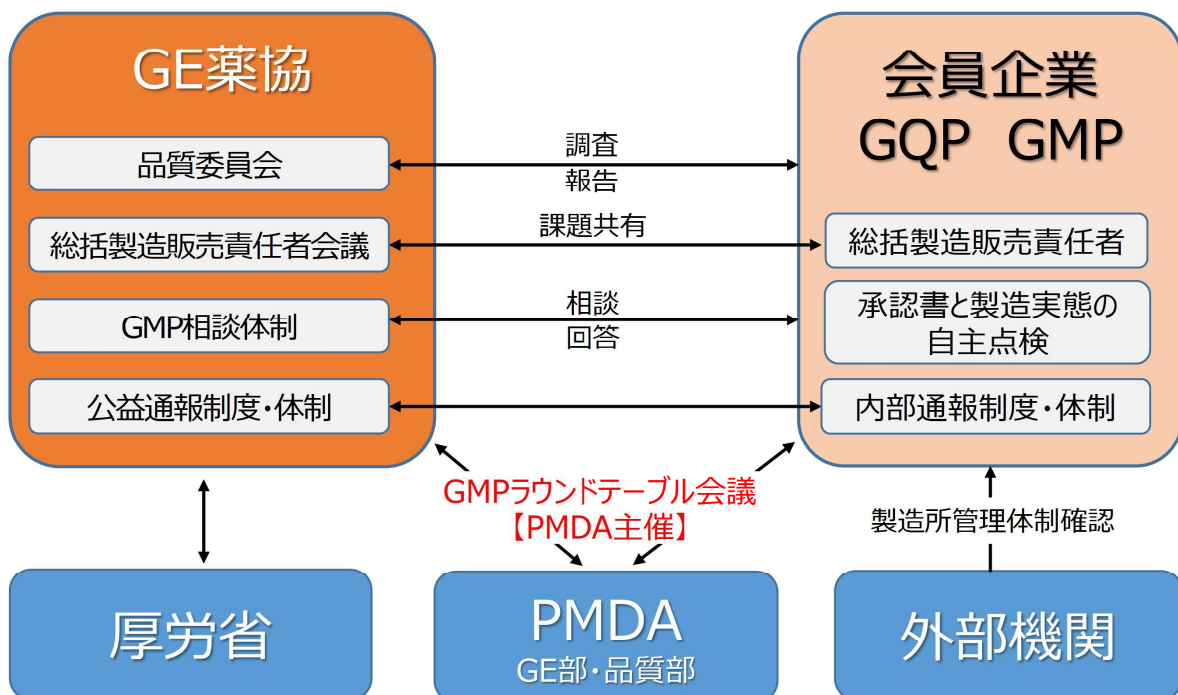 GE薬協
品質委員会
総括製造販売責任者会議
GMP相談体制
公益通報制度・体制
調査
報告
課題共有
相談
回答
会員企業
GQP GMP
総括製造販売責任者
承認書と製造実態の
自主点検
内部通報制度・体制
GMPラウンドテーブル会議
【PMDA主催】
製造所管理体制確認
厚労省
PMDA
GE部・品質部
外部機関